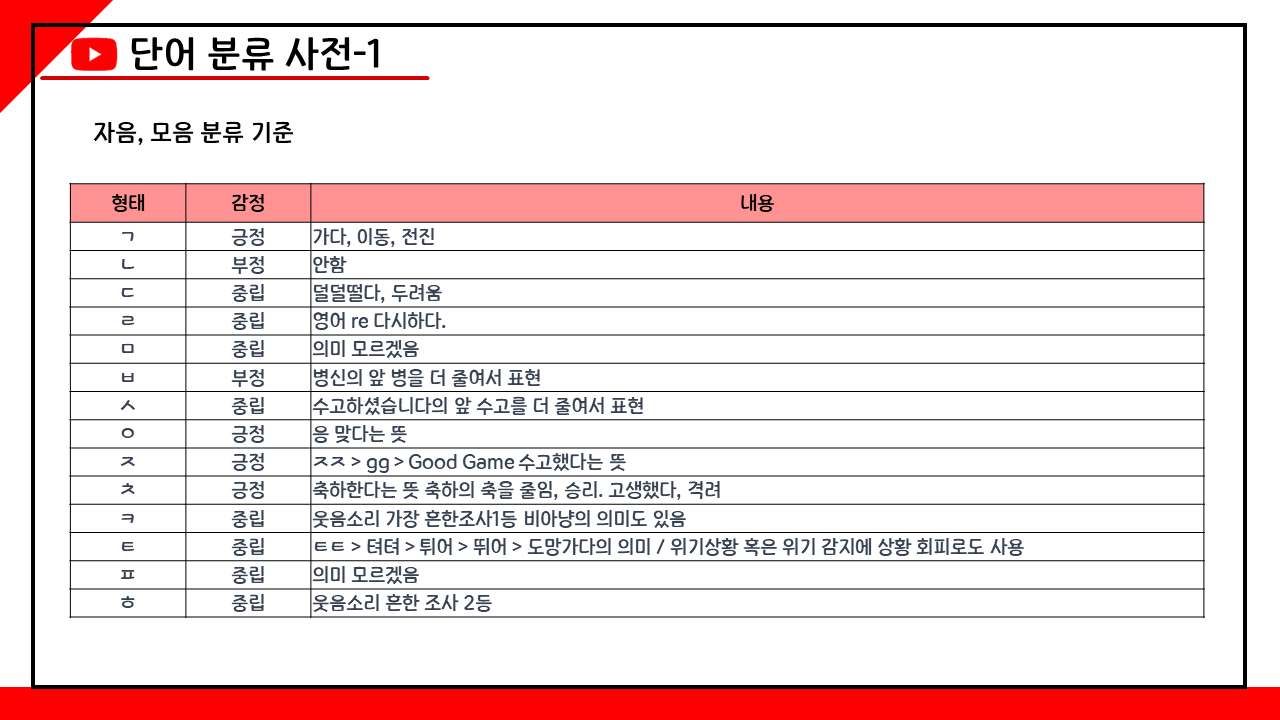 단어 분류 사전-1
자음, 모음 분류 기준
형태 감정 내용
ㄱ 긍정 가다, 이동, 전진
ㄴ 부정 안함
ㄷ 중립 덜덜떨다, 두려움
ㄹ 중립 영어 re 다시하다.
ㅁ 중립 의미 모르겠음
ㅂ 부정 병신의 앞 병을 더 줄여서 표현
ㅅ 중립 수고하셨습니다의 앞 수고를 더 줄여서 표현
ㅇ 긍정 응 맞다는 뜻
ㅈ 긍정 ㅈㅈ > gg > Good Game 수고했다는 뜻
ㅊ 긍정 축하한다는 뜻 축하의 축을 줄임, 승리. 고생했다, 격려
ㅋ 중립 웃음소리 가장 흔한조사1등 비아냥의 의미도 있음
ㅌ 중립 ㅌㅌ > 텨텨 > 튀어 > 뛰어 > 도망가다의 의미 / 위기상황 혹은 위기 감지에 상황 회피로도 사용
ㅍ 중립 의미 모르겠음
ㅎ 중립 웃음소리 흔한 조사 2등